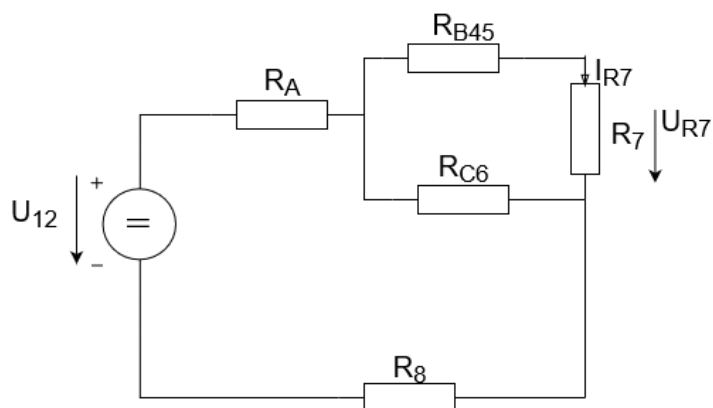 R_B45
I_R7
R_A
R_7
U_R7
R_C6
U_12
+
=
−
R_8